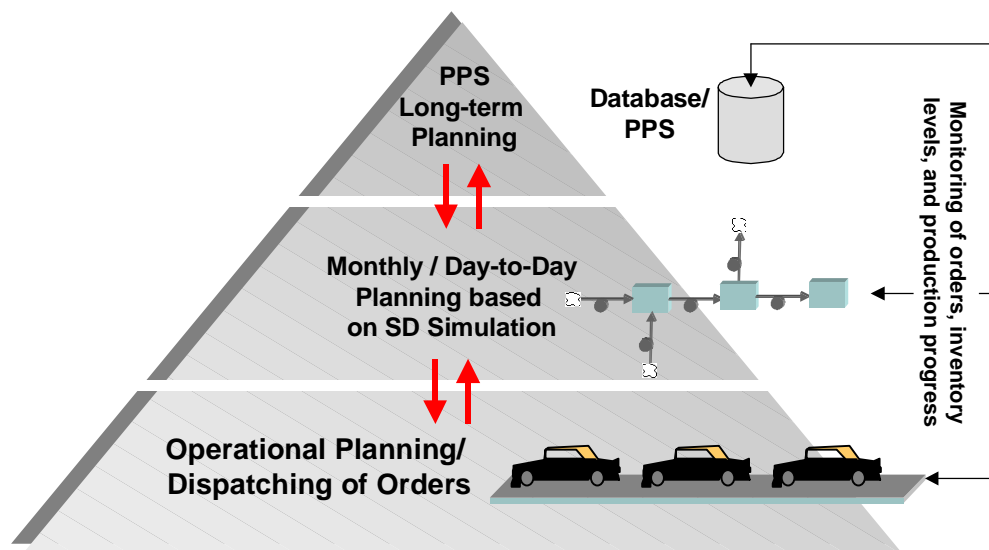 PPS
Long-term
Planning
Database/
PPS
Monthly / Day-to-Day
Planning based
on SD Simulation
Operational Planning/
Dispatching of Orders
Monitoring of orders, inventory
levels, and production progress